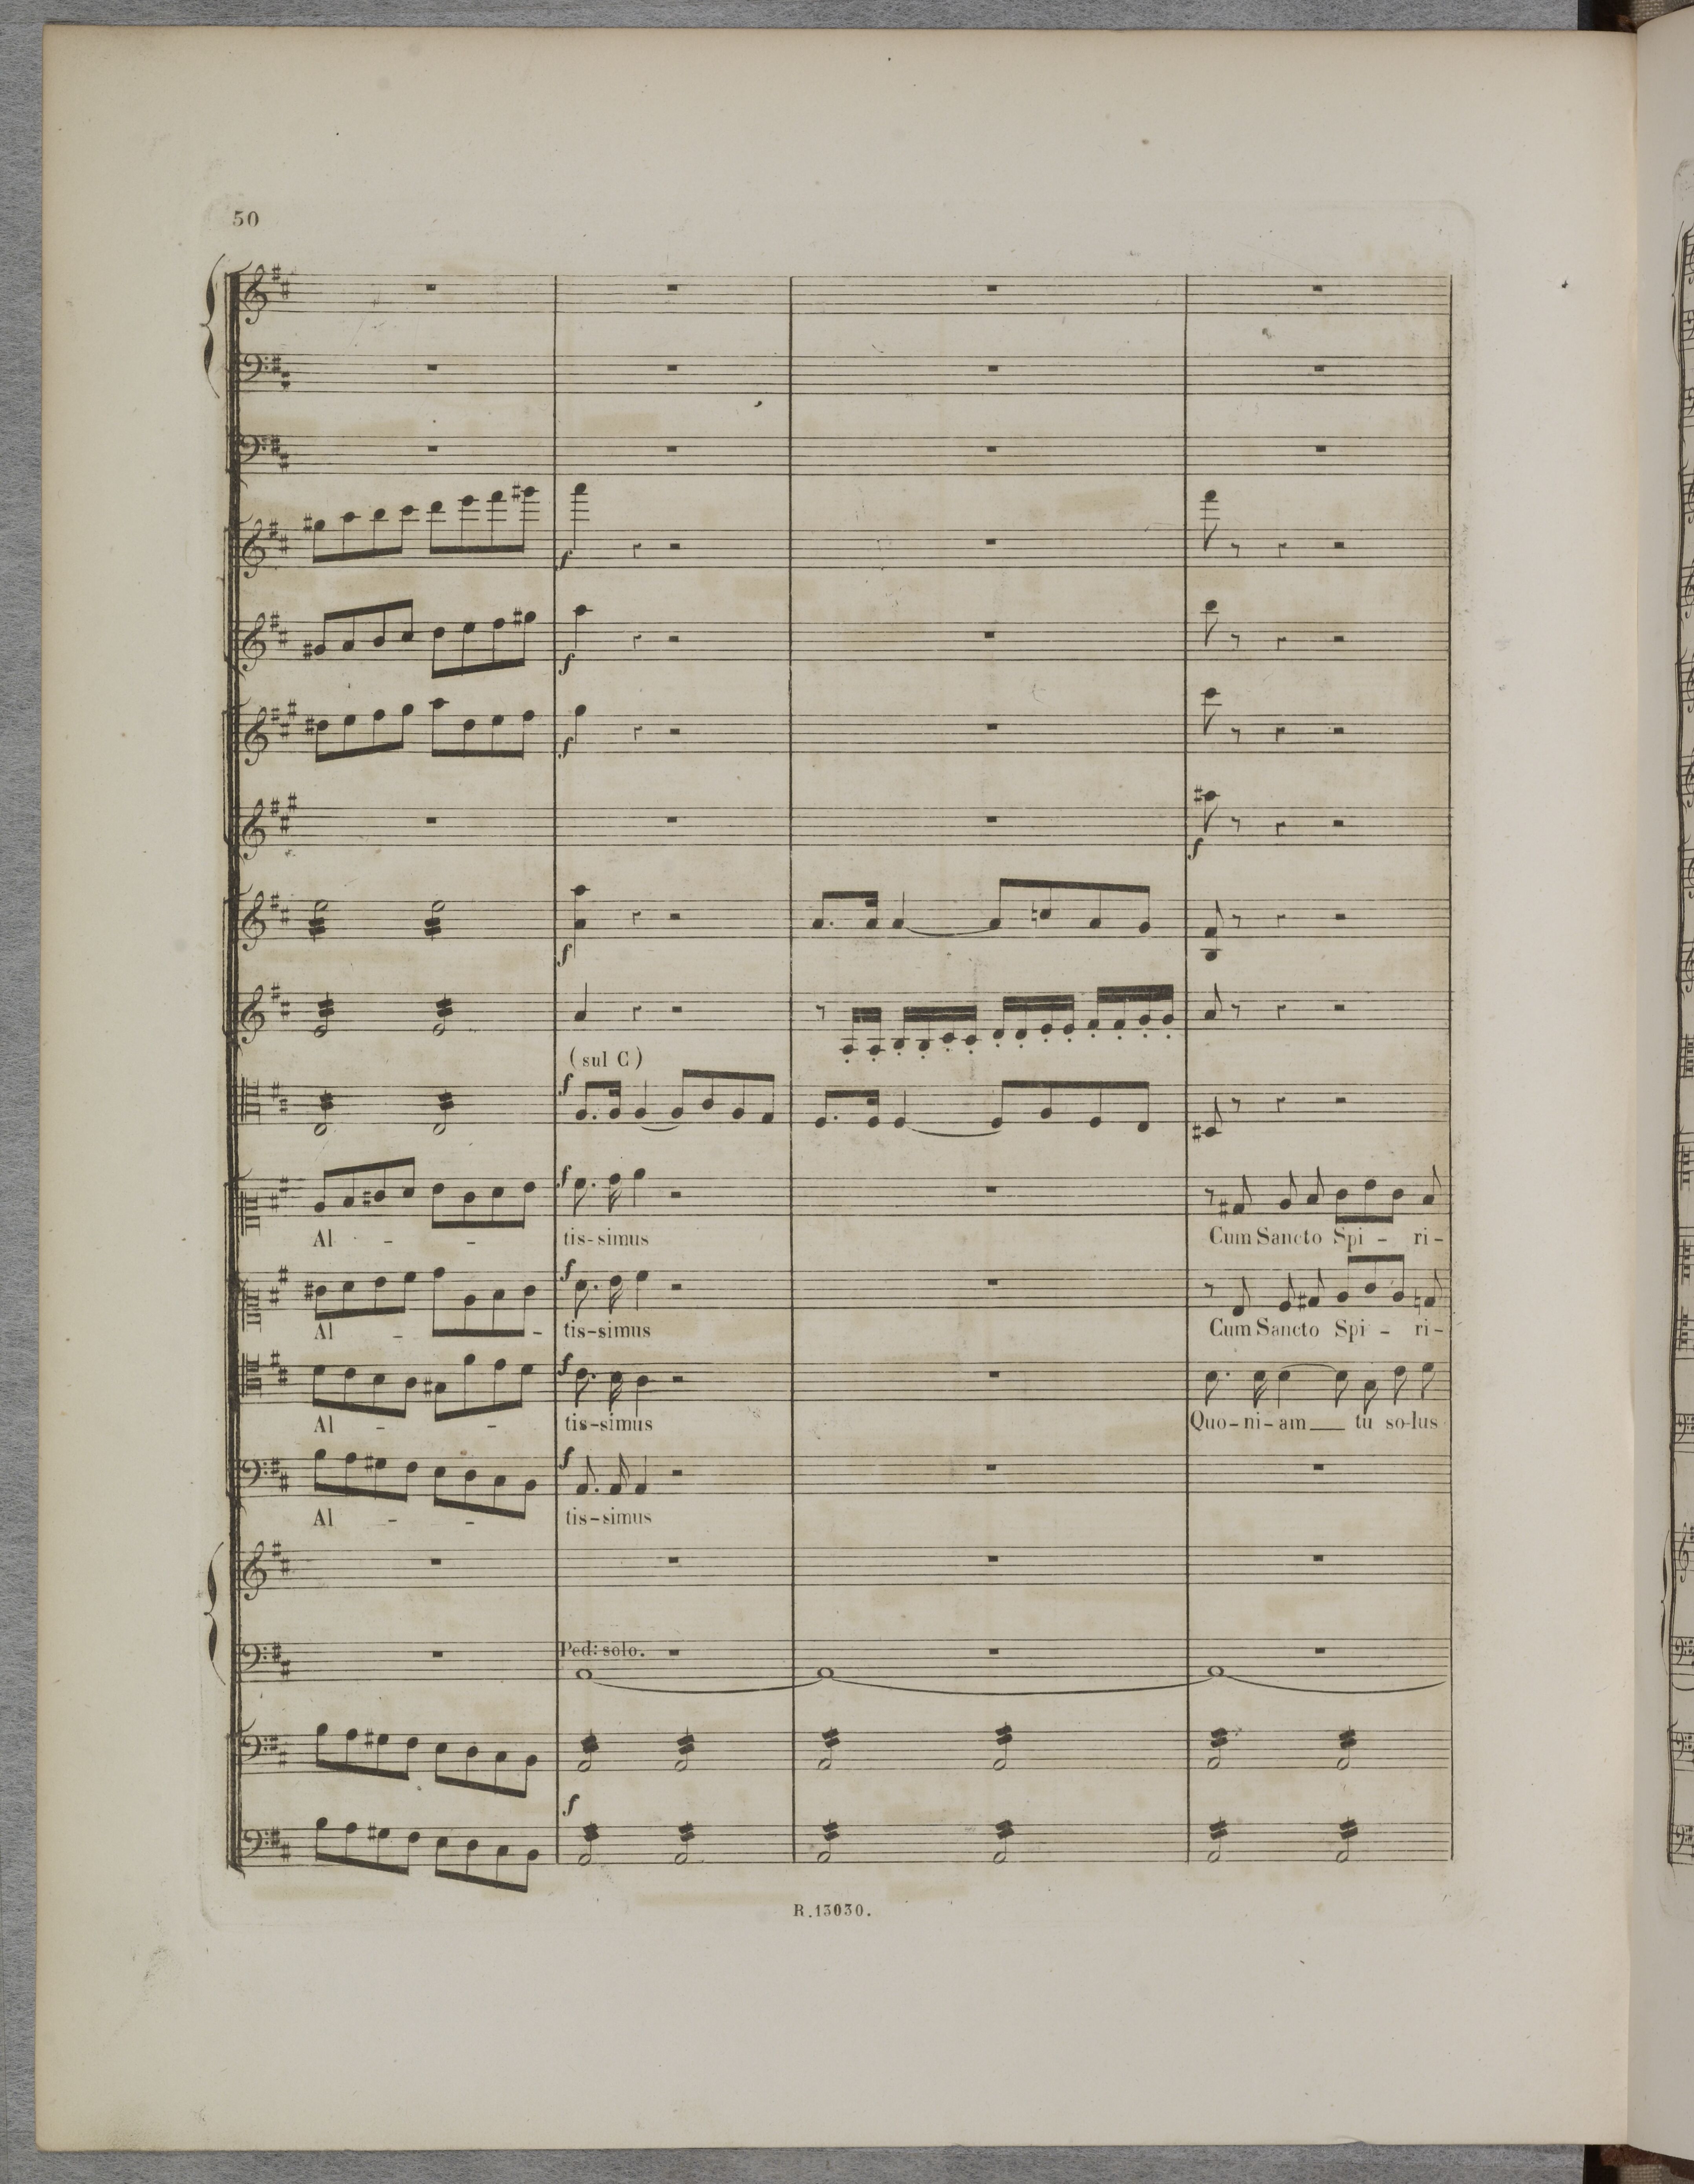 50
f
f
f
f
f
(sul C)
f
f
Al - - tis-simus Cum Sancto Spi - ri-
f
Al - - tis-simus Cum Sancto Spi - ri-
f
Al - - tis-simus Quo-ni-am__ tu so-lus
f
Al - - tis-simus
Ped: solo.
f
R.13030.